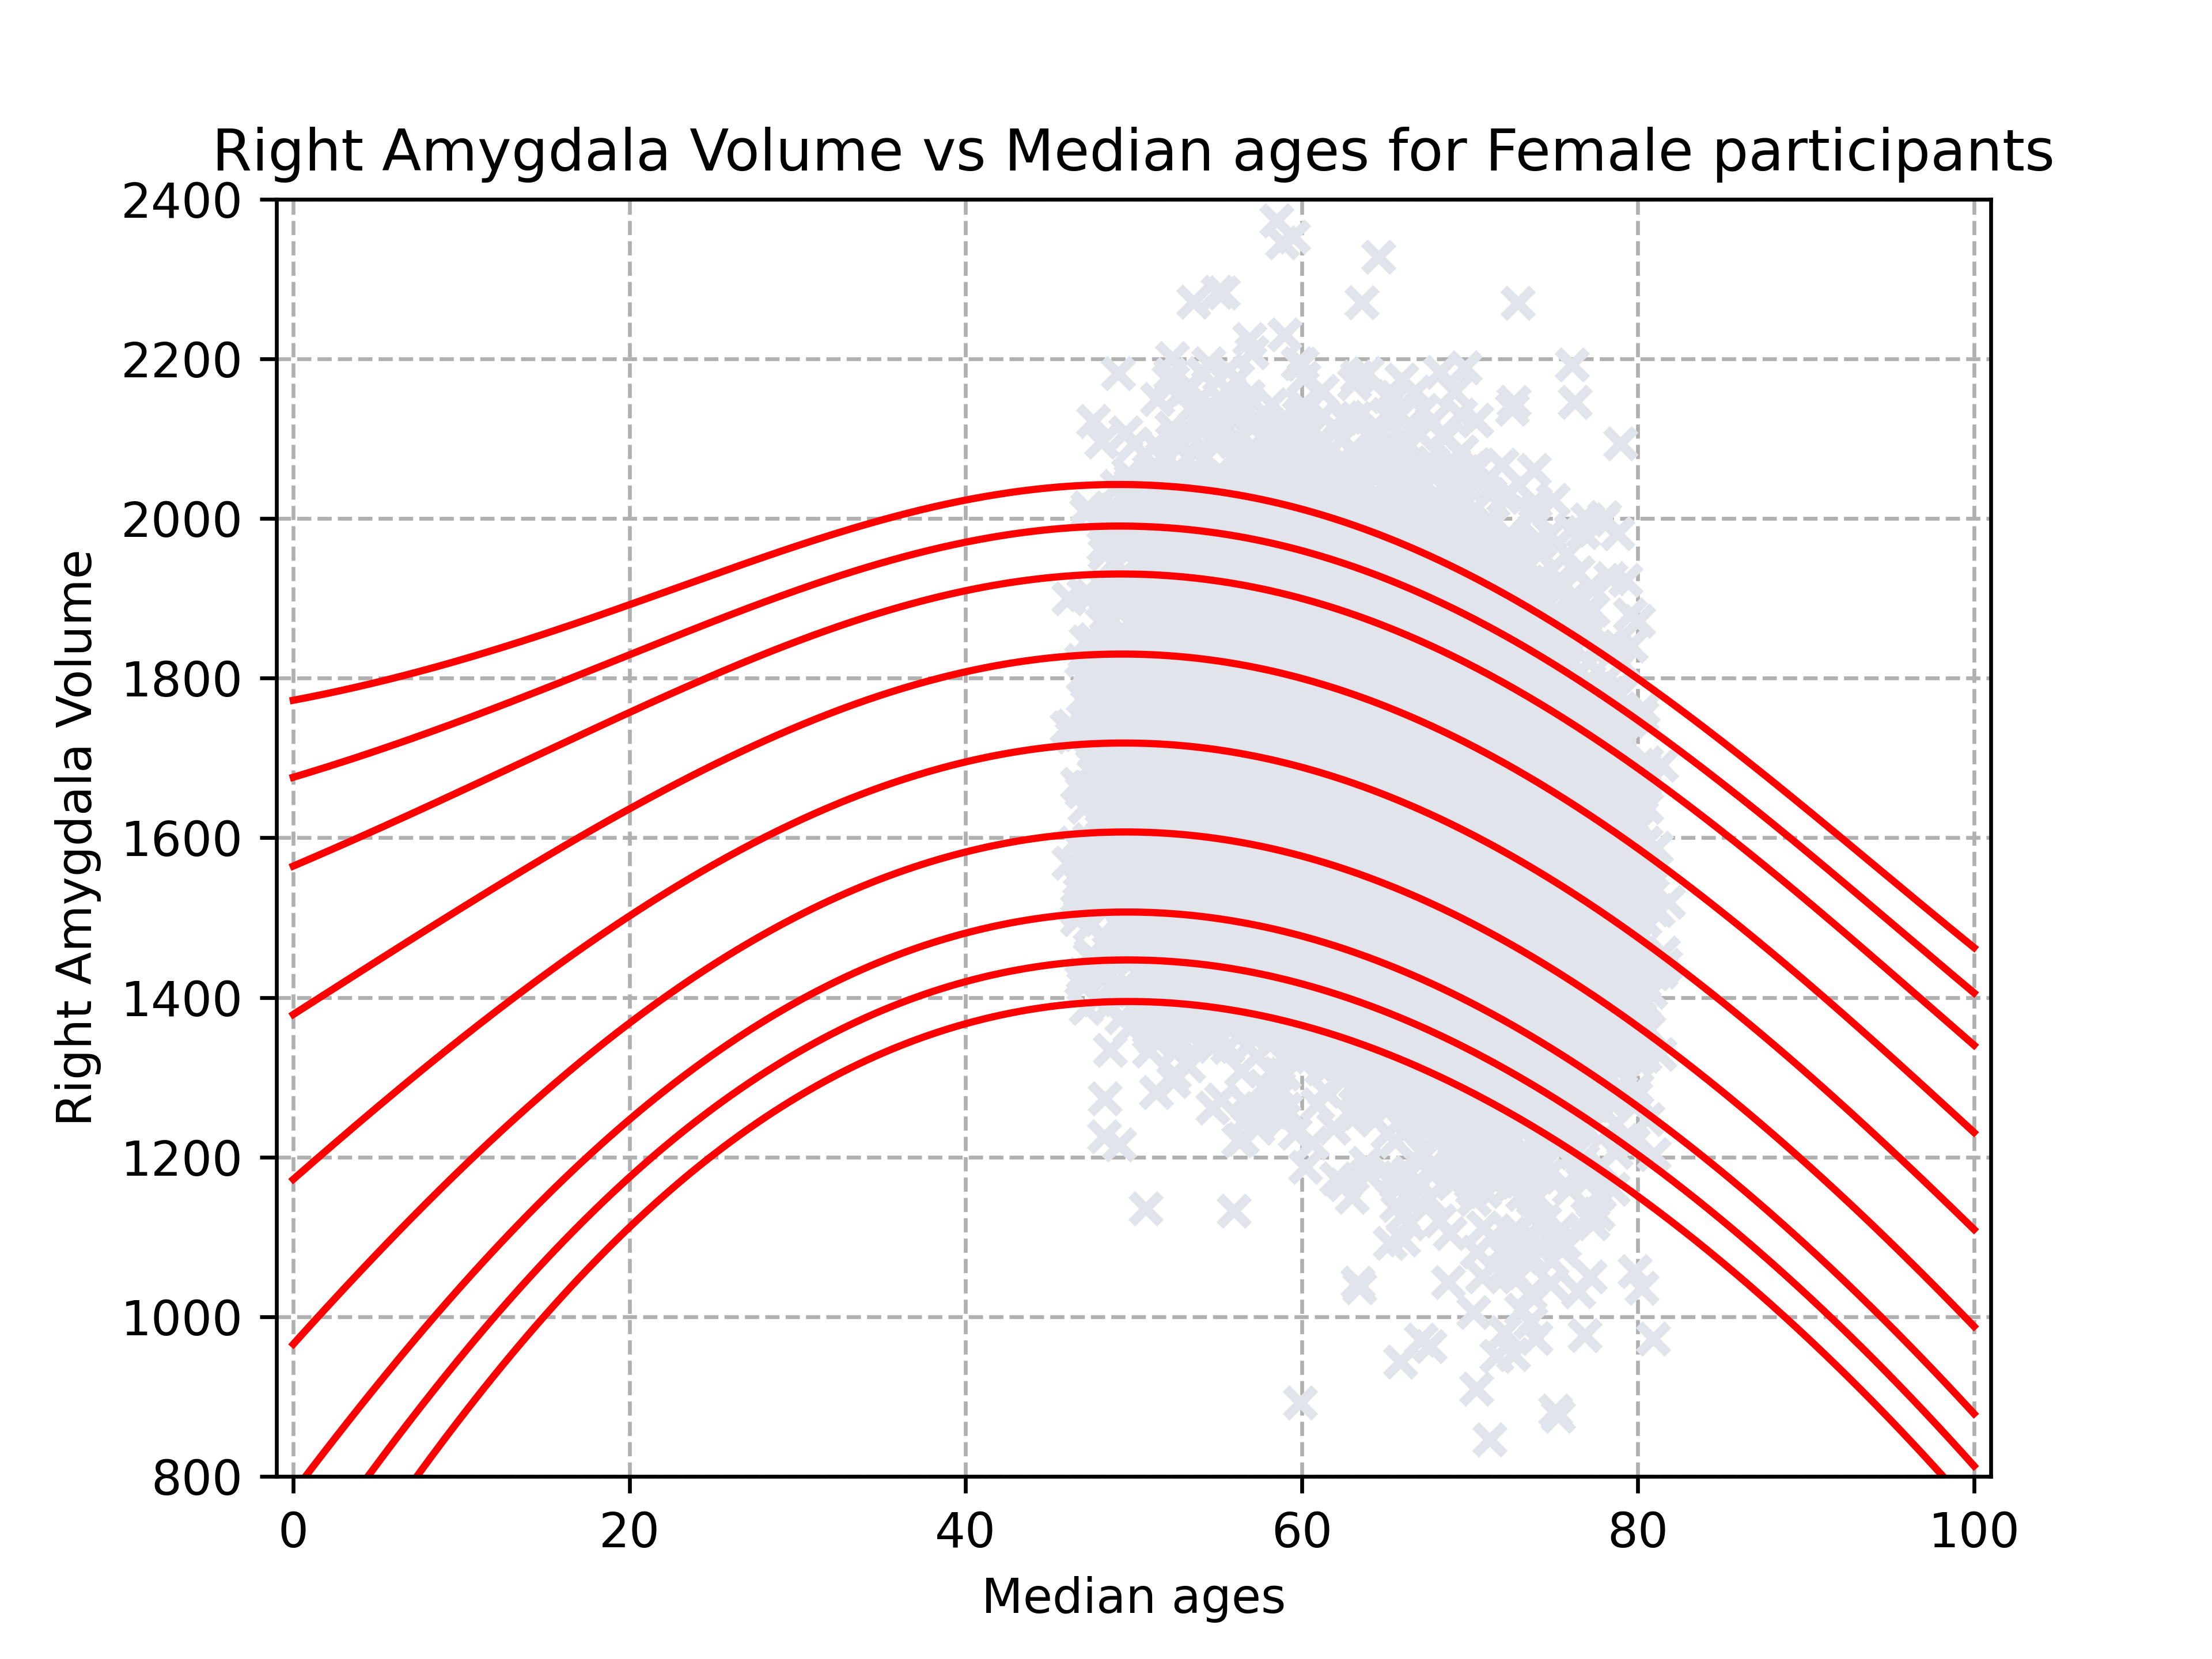 Right Amygdala Volume vs Median ages for Female participants
2400
2200
2000
1800
1600
1400
1200
1000
800
Right Amygdala Volume
0 20 40 60 80 100
Median ages